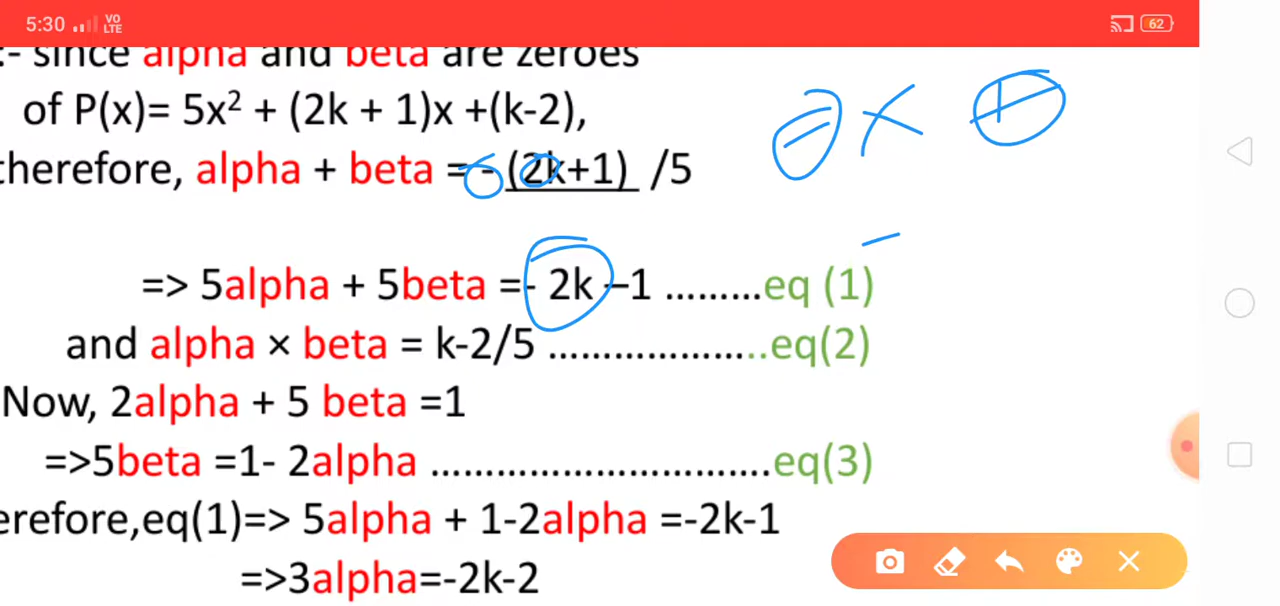 5:30 VO LTE 62
:- since alpha and beta are zeroes
of P(x)= 5x² + (2k + 1)x +(k-2),
therefore, alpha + beta = - (2k+1) /5
=> 5alpha + 5beta =- 2k –1 .........eq (1)
and alpha × beta = k-2/5 .....................eq(2)
Now, 2alpha + 5 beta =1
=>5beta =1- 2alpha ..............................eq(3)
erefore,eq(1)=> 5alpha + 1-2alpha =-2k-1
=>3alpha=-2k-2